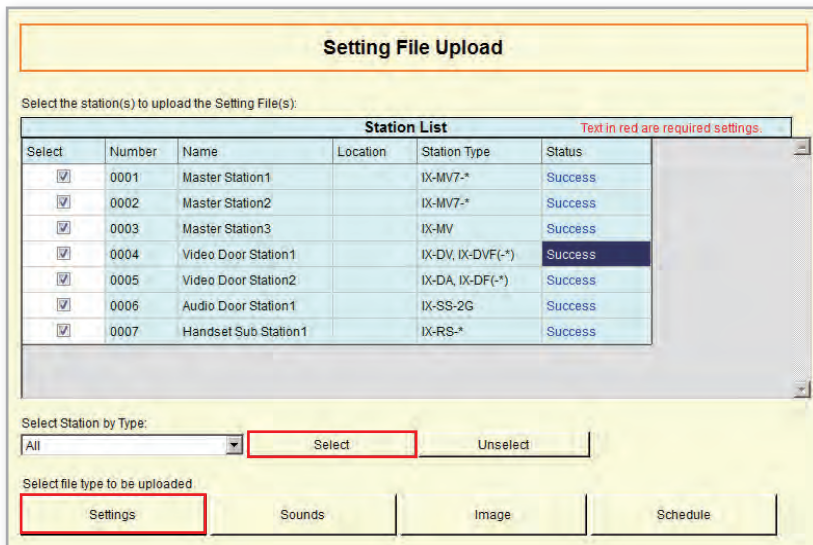 Setting File Upload
Select the station(s) to upload the Setting File(s):
Station List Text in red are required settings.
Select Number Name Location Station Type Status
0001 Master Station1 IX-MV7-* Success
0002 Master Station2 IX-MV7-* Success
0003 Master Station3 IX-MV Success
0004 Video Door Station1 IX-DV, IX-DVF(-*) Success
0005 Video Door Station2 IX-DA, IX-DF(-*) Success
0006 Audio Door Station1 IX-SS-2G Success
0007 Handset Sub Station1 IX-RS-* Success
Select Station by Type:
All Select Unselect
Select file type to be uploaded
Settings Sounds Image Schedule